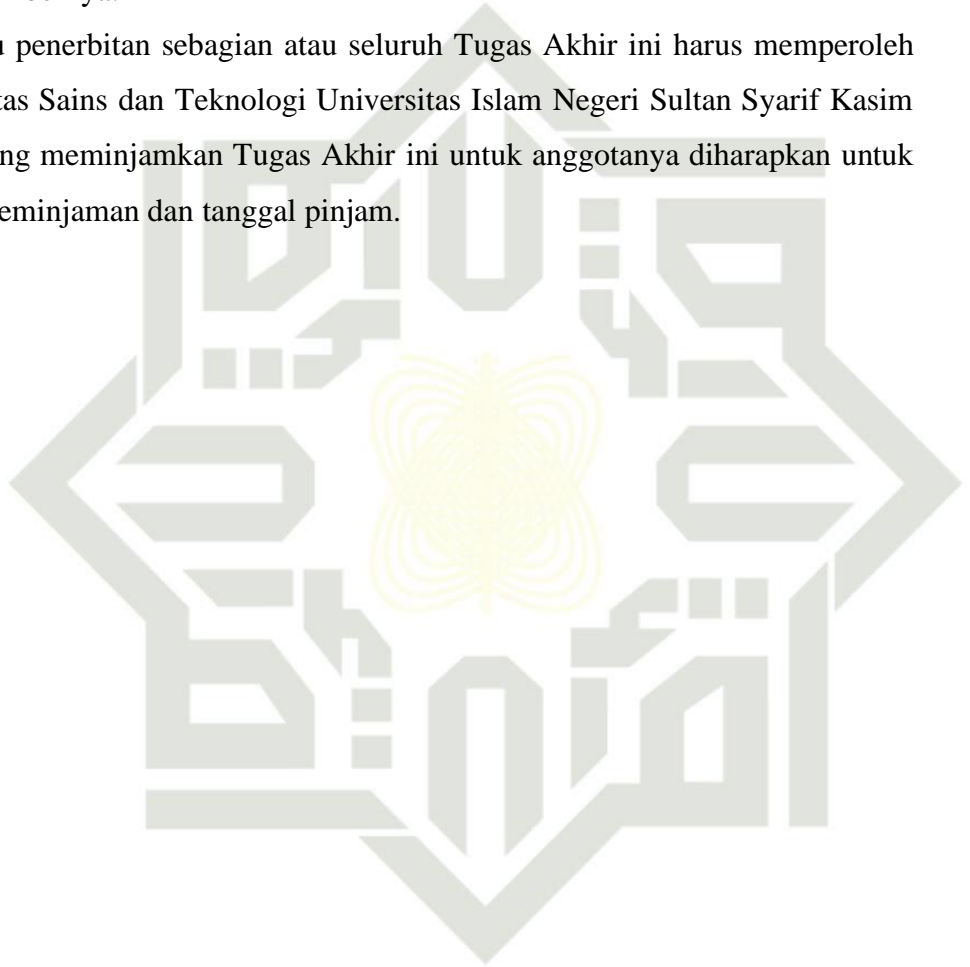 u penerbitan sebagian atau seluruh Tugas Akhir ini harus memperoleh
tas Sains dan Teknologi Universitas Islam Negeri Sultan Syarif Kasim
ng meminjamkan Tugas Akhir ini untuk anggotanya diharapkan untuk
eminjaman dan tanggal pinjam.